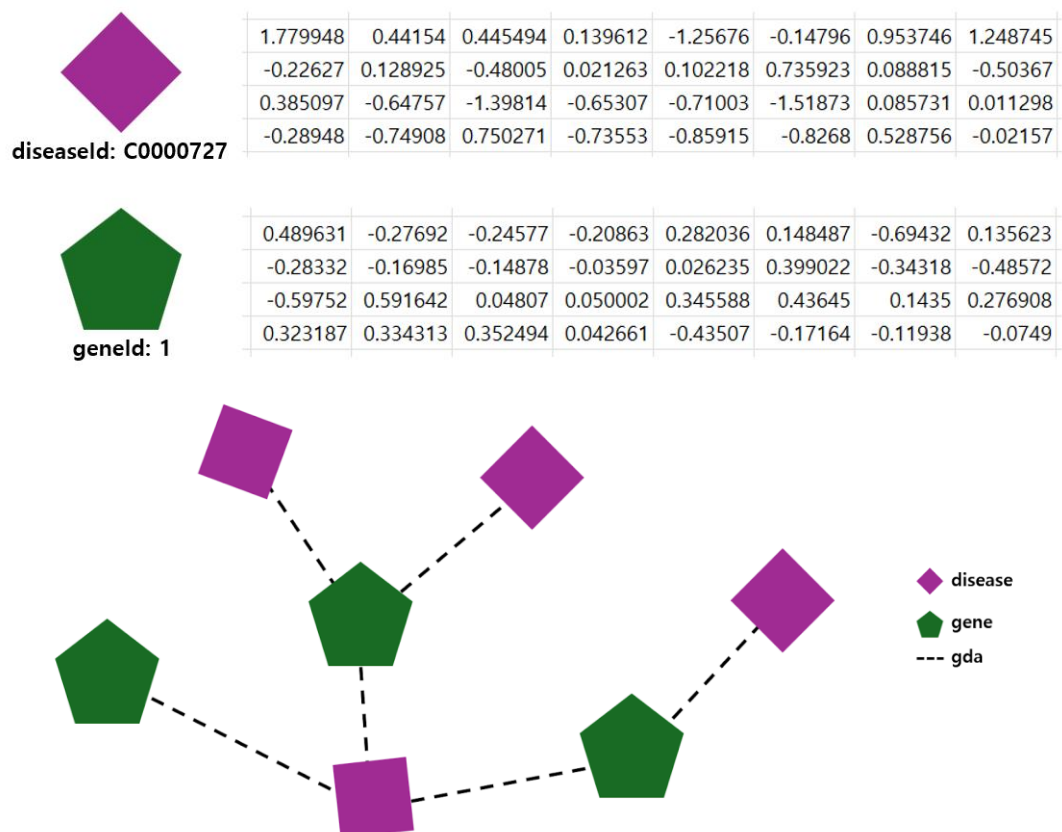 1.779948 0.44154 0.445494 0.139612 -1.25676 -0.14796 0.953746 1.248745
-0.22627 0.128925 -0.48005 0.021263 0.102218 0.735923 0.088815 -0.50367
0.385097 -0.64757 -1.39814 -0.65307 -0.71003 -1.51873 0.085731 0.011298
-0.28948 -0.74908 0.750271 -0.73553 -0.85915 -0.8268 0.528756 -0.02157
diseaseId: C0000727
0.489631 -0.27692 -0.24577 -0.20863 0.282036 0.148487 -0.69432 0.135623
-0.28332 -0.16985 -0.14878 -0.03597 0.026235 0.399022 -0.34318 -0.48572
-0.59752 0.591642 0.04807 0.050002 0.345588 0.43645 0.1435 0.276908
0.323187 0.334313 0.352494 0.042661 -0.43507 -0.17164 -0.11938 -0.0749
geneId: 1
disease
gene
gda